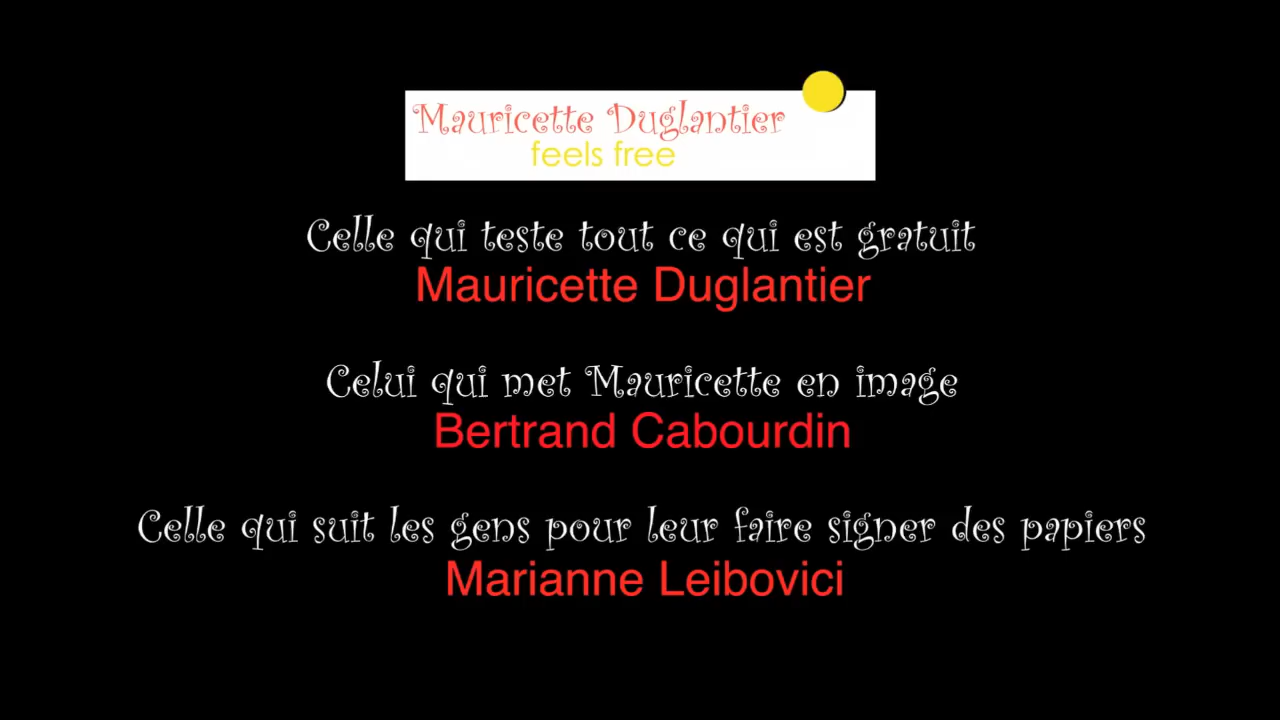 Mauricette Duglantier
feels free
Celle qui teste tout ce qui est gratuit
Mauricette Duglantier
Celui qui met Mauricette en image
Bertrand Cabourdin
Celle qui suit les gens pour leur faire signer des papiers
Marianne Leibovici